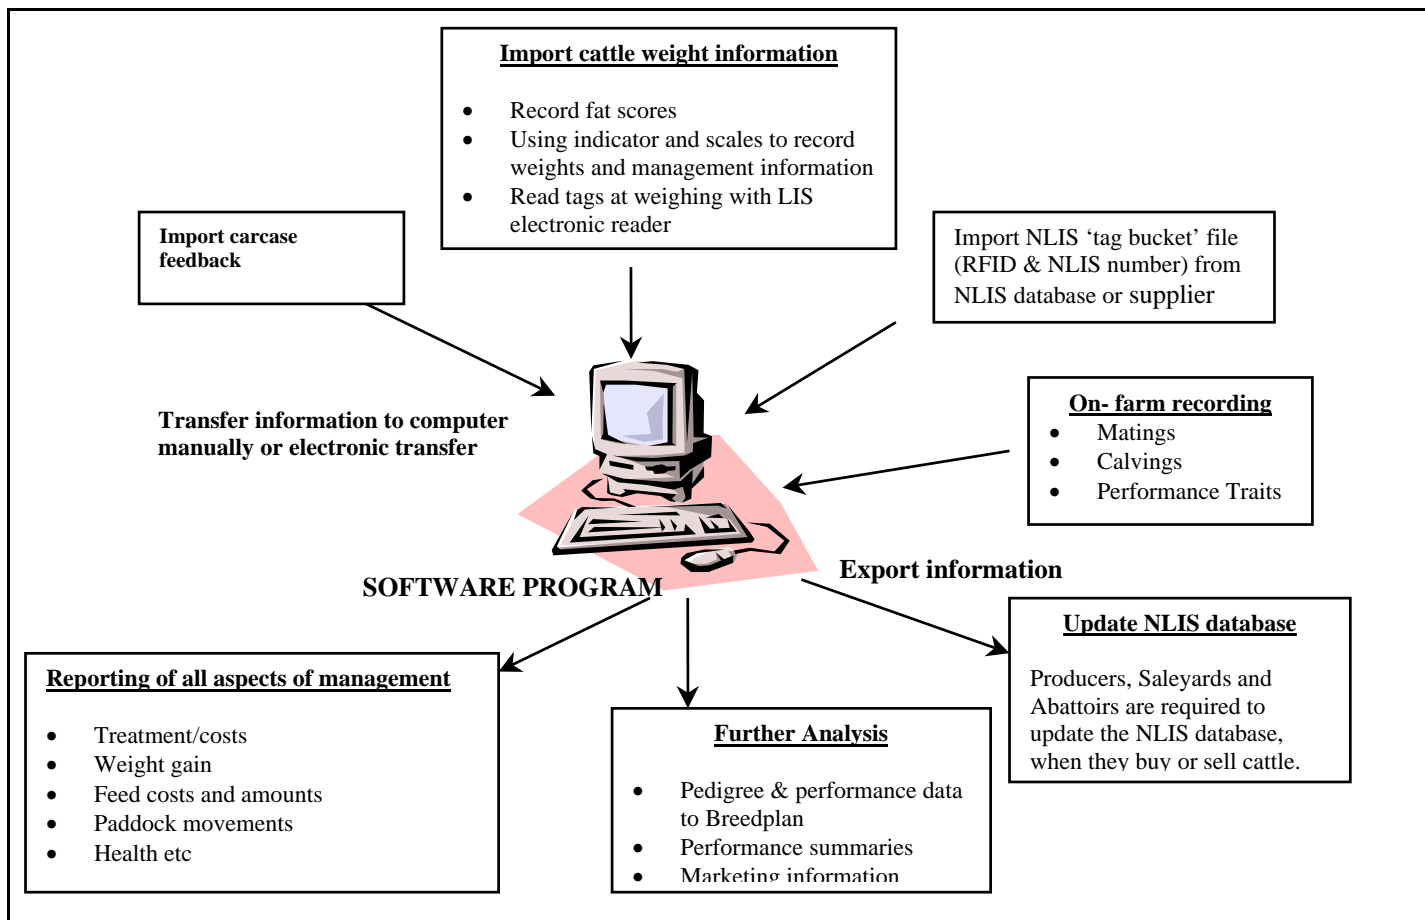 Import cattle weight information
• Record fat scores
• Using indicator and scales to record
weights and management information
• Read tags at weighing with LIS
electronic reader
Import carcase
feedback
Import NLIS ‘tag bucket’ file
(RFID & NLIS number) from
NLIS database or supplier
Transfer information to computer
manually or electronic transfer
On- farm recording
• Matings
• Calvings
• Performance Traits
SOFTWARE PROGRAM
Export information
Update NLIS database
Producers, Saleyards and
Abattoirs are required to
update the NLIS database,
when they buy or sell cattle.
Reporting of all aspects of management
• Treatment/costs
• Weight gain
• Feed costs and amounts
• Paddock movements
• Health etc
Further Analysis
• Pedigree & performance data
to Breedplan
• Performance summaries
• Marketing information